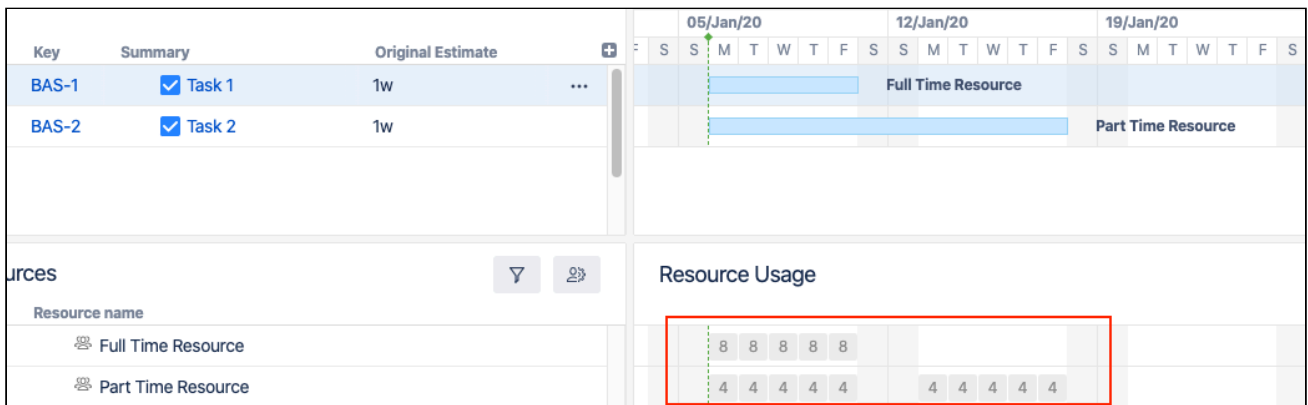 05/Jan/20 12/Jan/20 19/Jan/20
Key Summary Original Estimate F S S M T W T F S S M T W T F S S M T W T F S
BAS-1 Task 1 1w ••• Full Time Resource
BAS-2 Task 2 1w Part Time Resource
urces Resource Usage
Resource name
Full Time Resource 8 8 8 8 8
Part Time Resource 4 4 4 4 4 4 4 4 4 4